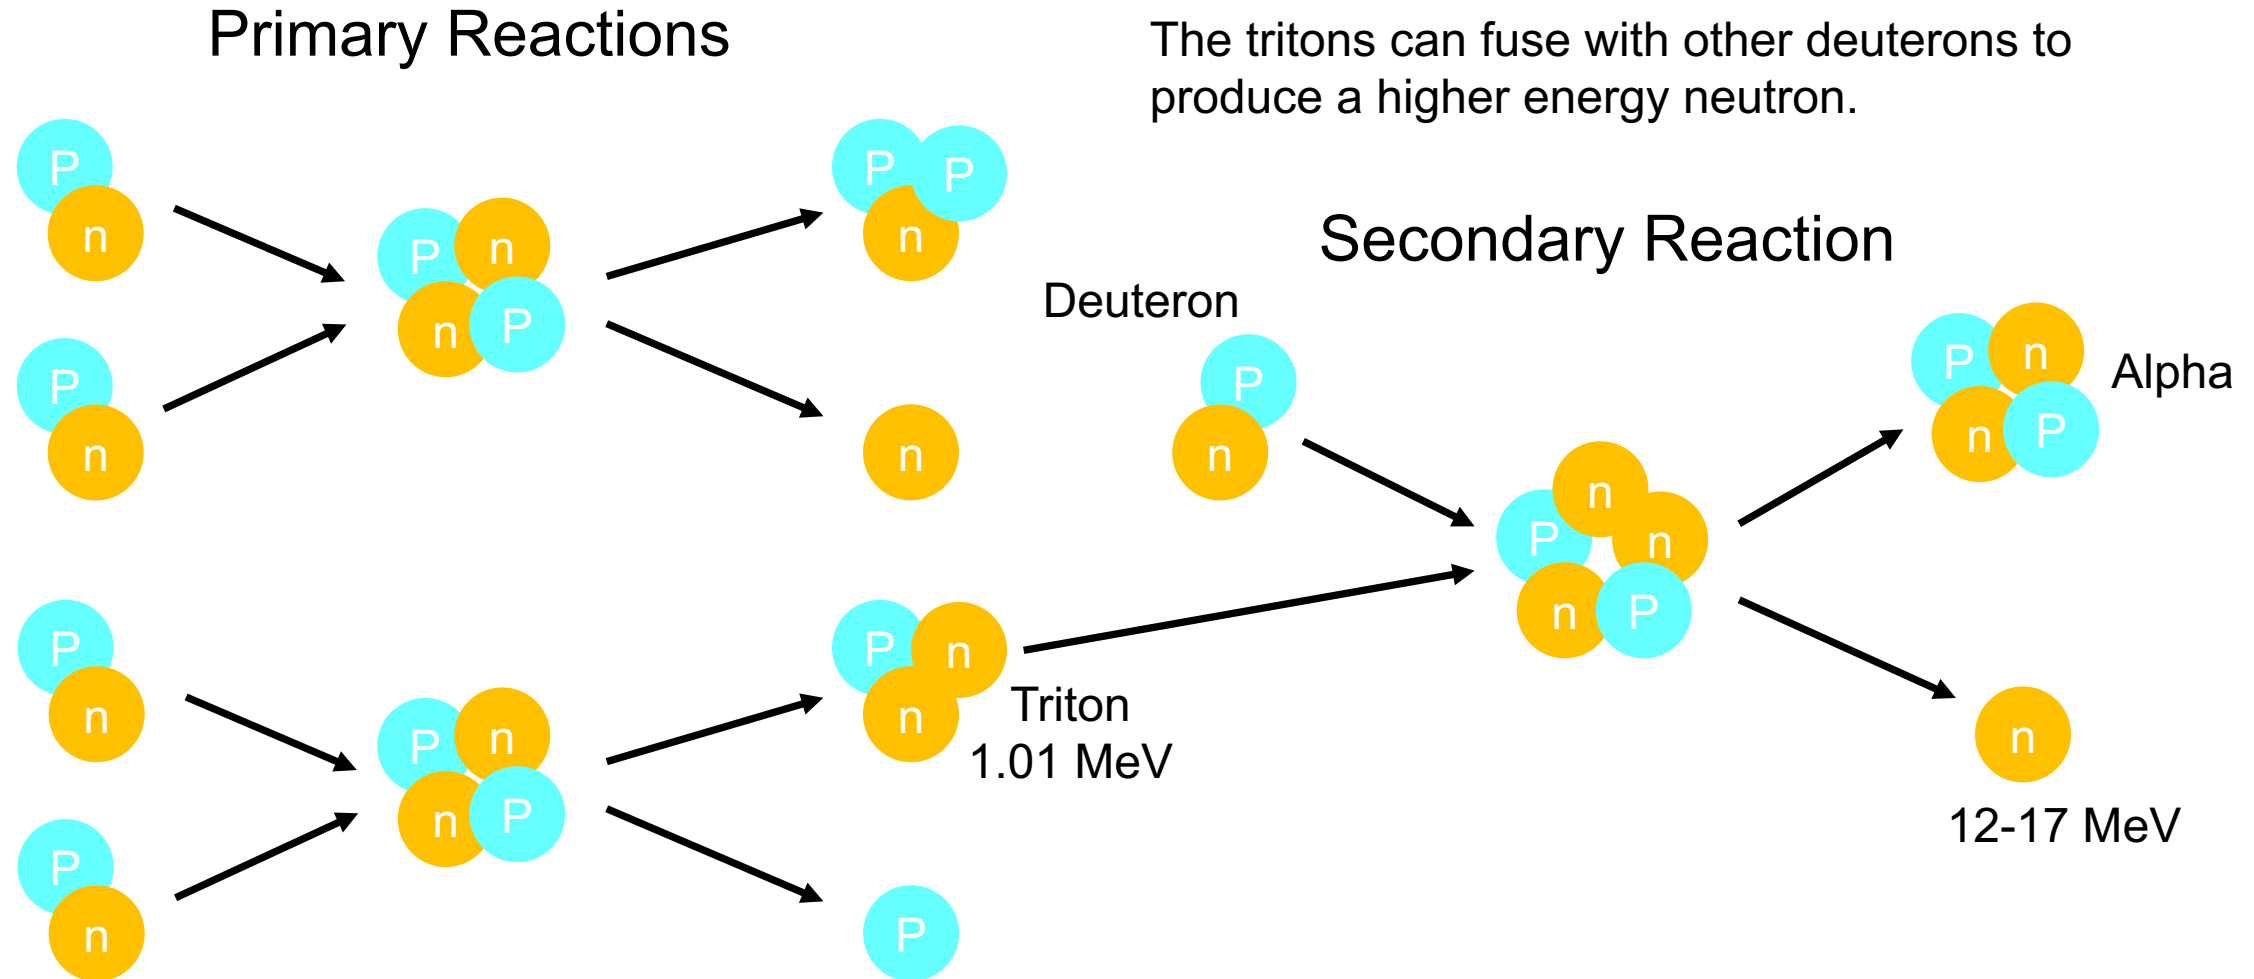 Primary Reactions
The tritons can fuse with other deuterons to
produce a higher energy neutron.
P
n
P
n
P
n
n
P
P
P
n
n
P
n
P
n
P
n
n
P
P
n
n
Triton
1.01 MeV
P
Secondary Reaction
Deuteron
P
n
n
P
n
n
P
P
n
n
P
Alpha
n
12-17 MeV